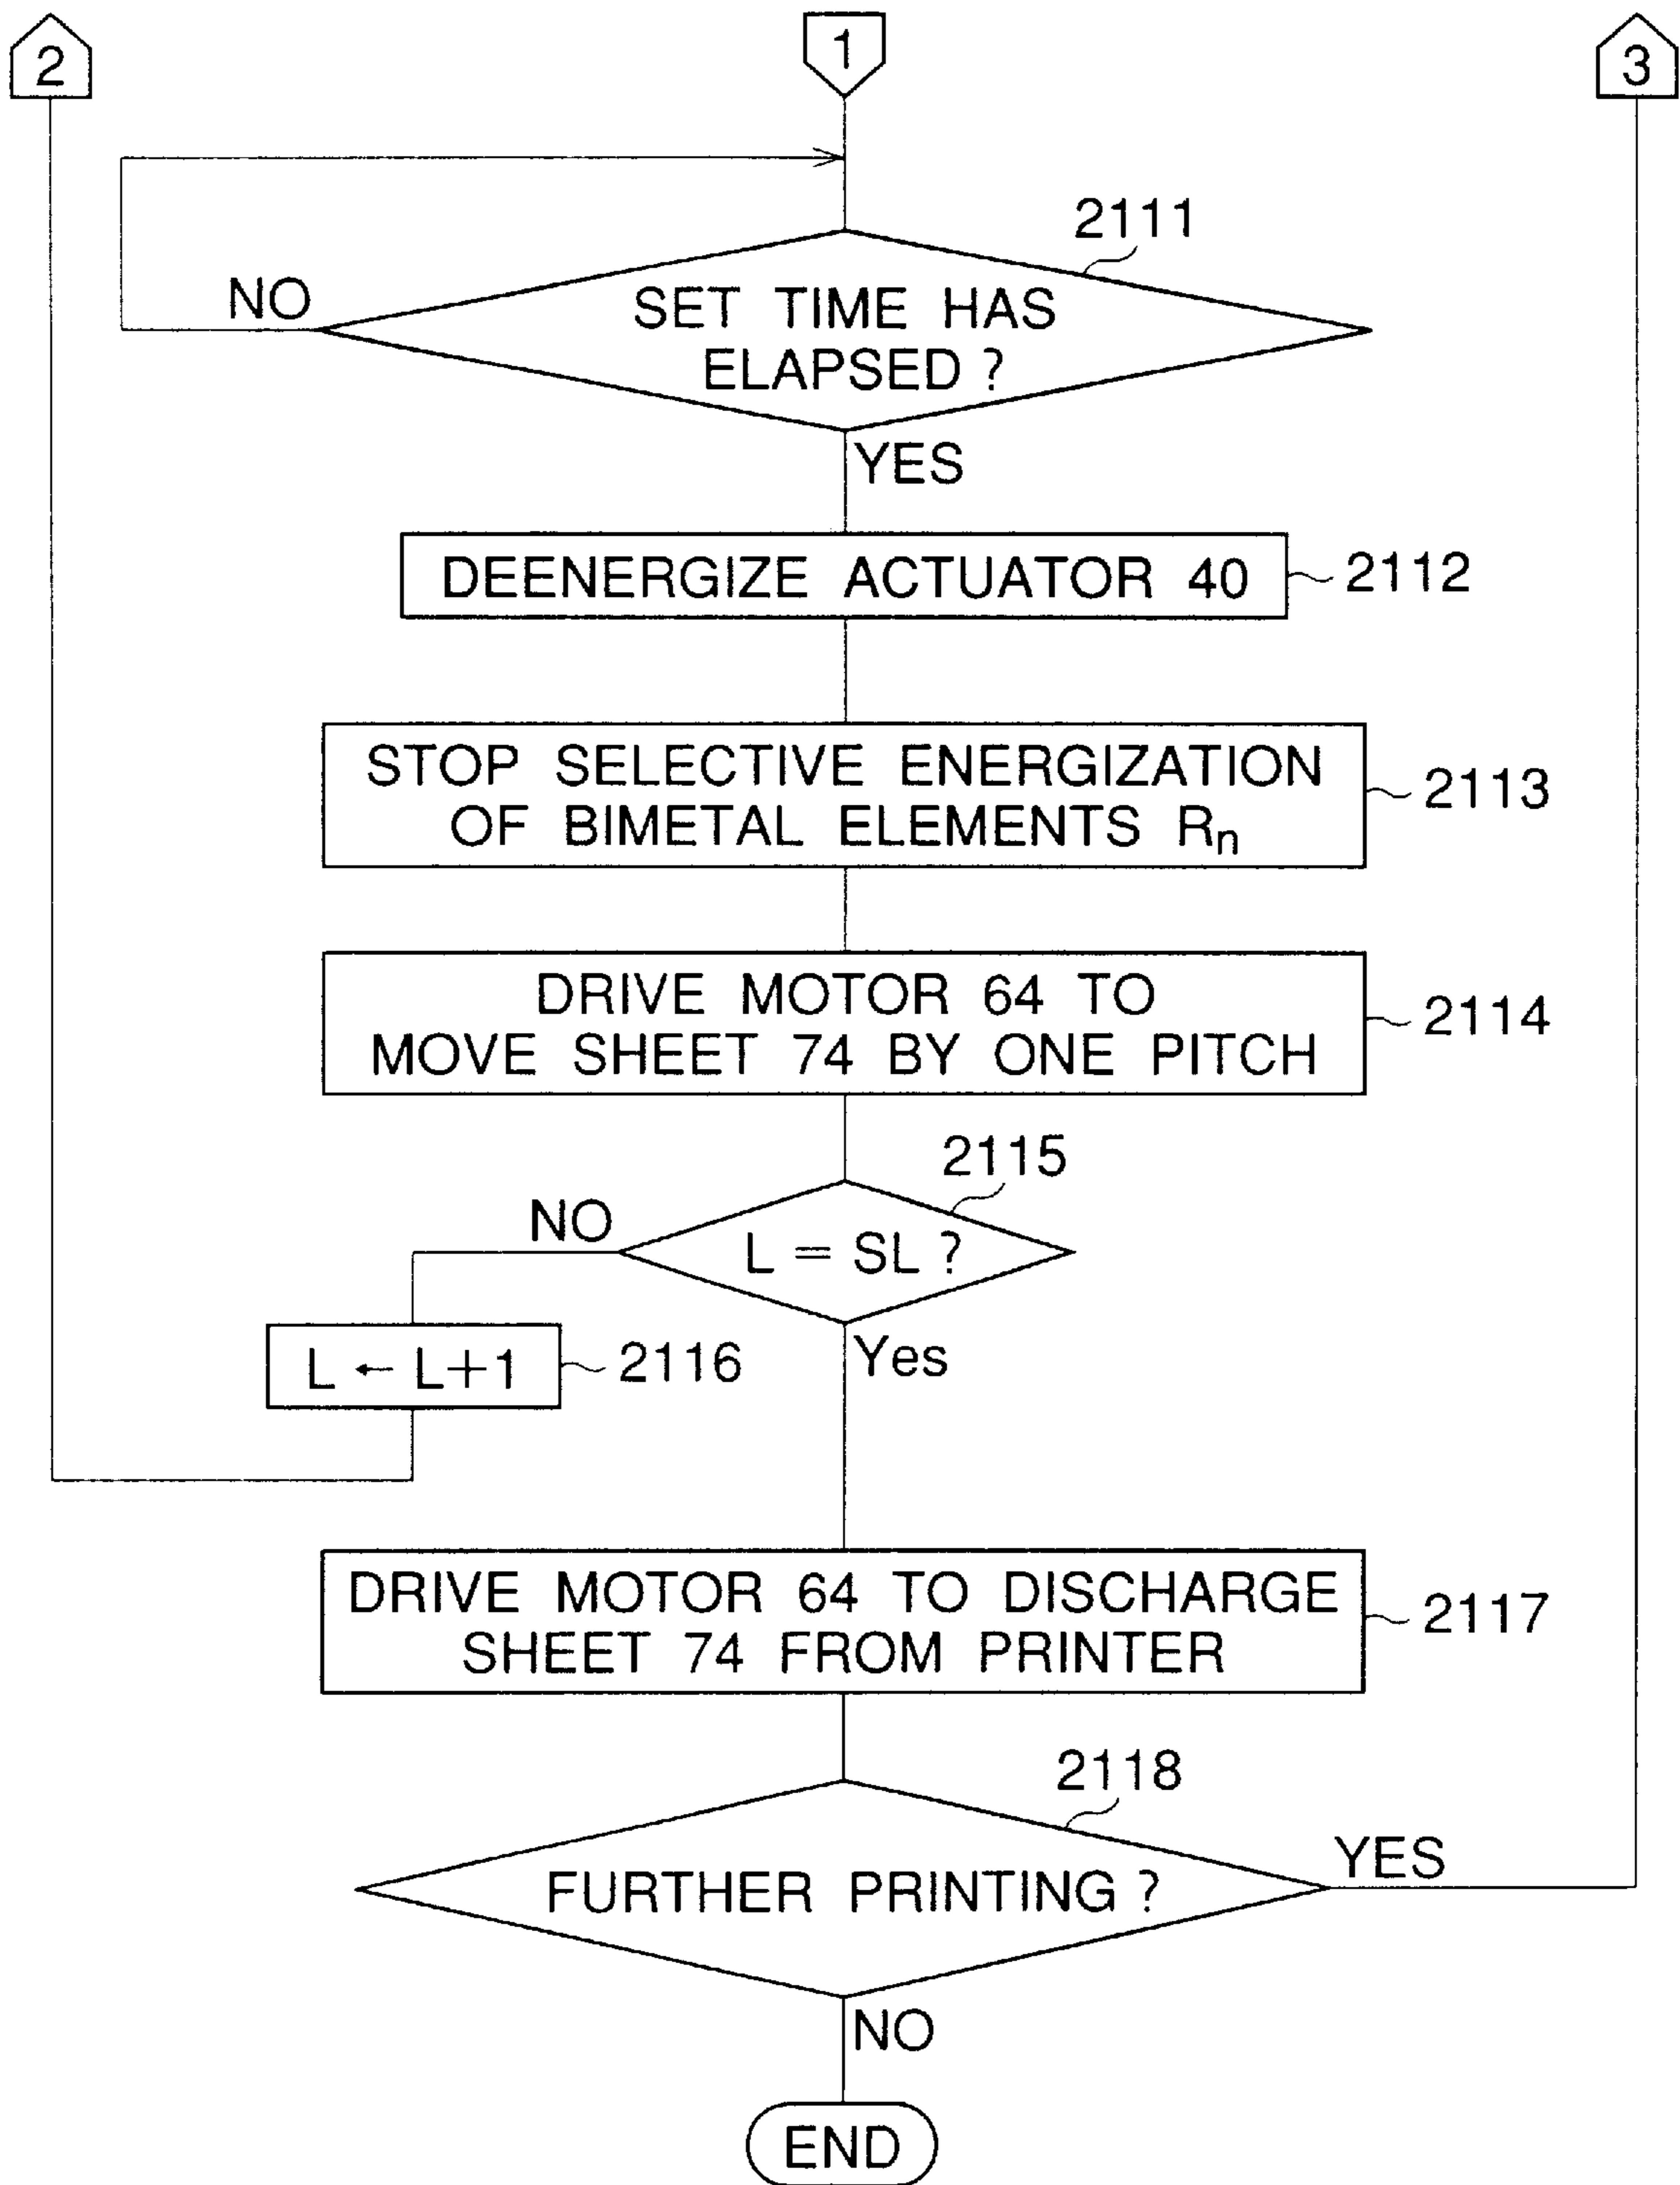 2
1
3
2111
NO
SET TIME HAS
ELAPSED ?
YES
DEENERGIZE ACTUATOR 40
2112
STOP SELECTIVE ENERGIZATION
OF BIMETAL ELEMENTS Rn
2113
DRIVE MOTOR 64 TO
MOVE SHEET 74 BY ONE PITCH
2114
2115
NO
L = SL ?
Yes
L ← L+1
2116
DRIVE MOTOR 64 TO DISCHARGE
SHEET 74 FROM PRINTER
2117
2118
FURTHER PRINTING ?
YES
NO
END